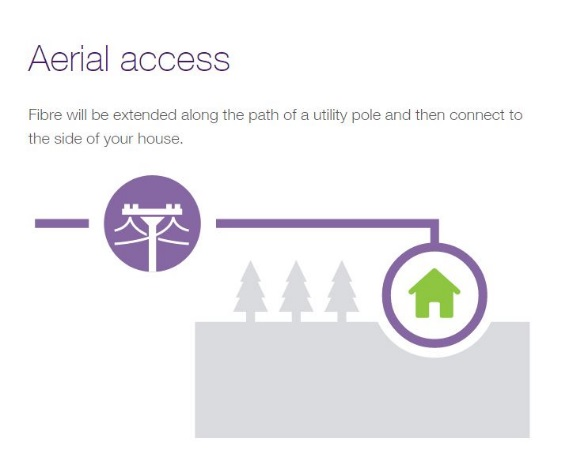 Aerial access
Fibre will be extended along the path of a utility pole and then connect to
the side of your house.